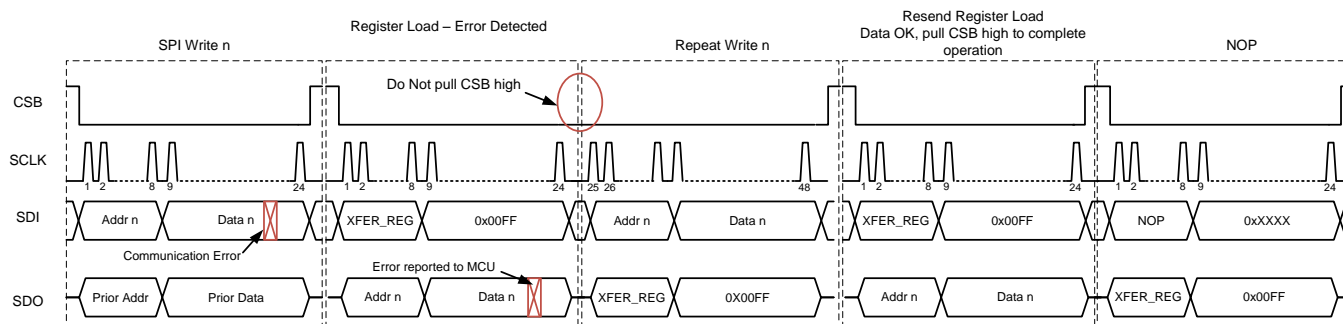 Resend Register Load
Register Load – Error Detected
Data OK, pull CSB high to complete
SPI Write n
Repeat Write n
operation
NOP
Do Not pull CSB high
CSB
SCLK
1 2 8 9 24 1 2 8 9 24 25 26 48 1 2 8 9 24 1 2 8 9 24
SDI Addr n Data n XFER_REG 0x00FF Addr n Data n XFER_REG 0x00FF NOP 0xXXXX
Communication Error
Error reported to MCU
SDO Prior Addr Prior Data Addr n Data n XFER_REG 0X00FF Addr n Data n XFER_REG 0x00FF